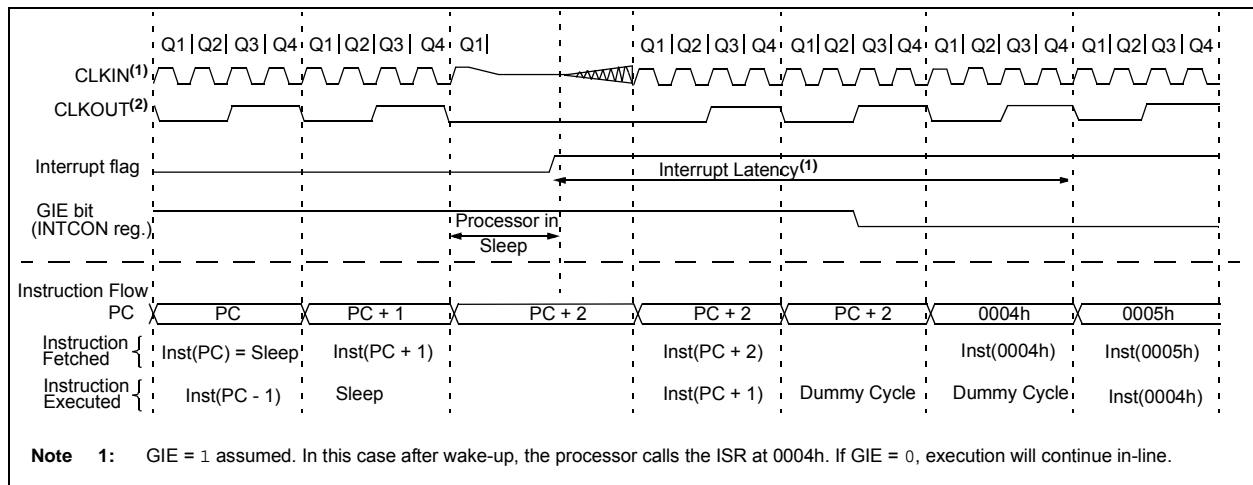 Q1 Q2 Q3 Q4 Q1 Q2 Q3 Q4 Q1 Q1 Q2 Q3 Q4 Q1 Q2 Q3 Q4 Q1 Q2 Q3 Q4 Q1 Q2 Q3 Q4
CLKIN(1)
CLKOUT(2)
Interrupt flag
Interrupt Latency(1)
GIE bit
(INTCON reg.)
Processor in
Sleep
Instruction Flow
PC PC PC + 1 PC + 2 PC + 2 PC + 2 0004h 0005h
Instruction
Fetched
Inst(PC) = Sleep Inst(PC + 1) Inst(PC + 2) Inst(0004h) Inst(0005h)
Instruction
Executed
Inst(PC - 1) Sleep Inst(PC + 1) Dummy Cycle Dummy Cycle Inst(0004h)
Note 1: GIE = 1 assumed. In this case after wake-up, the processor calls the ISR at 0004h. If GIE = 0, execution will continue in-line.